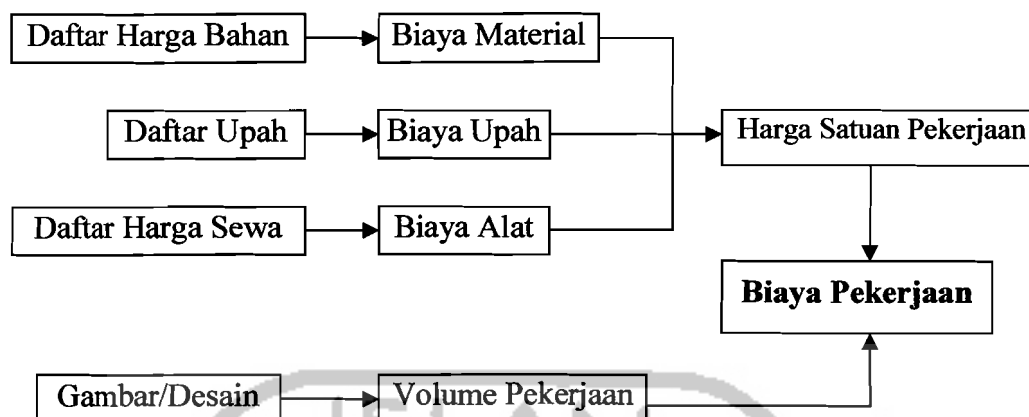 Daftar Harga Bahan
Biaya Material
Daftar Upah
Biaya Upah
Harga Satuan Pekerjaan
Daftar Harga Sewa
Biaya Alat
Biaya Pekerjaan
Gambar/Desain
Volume Pekerjaan
ISLAM